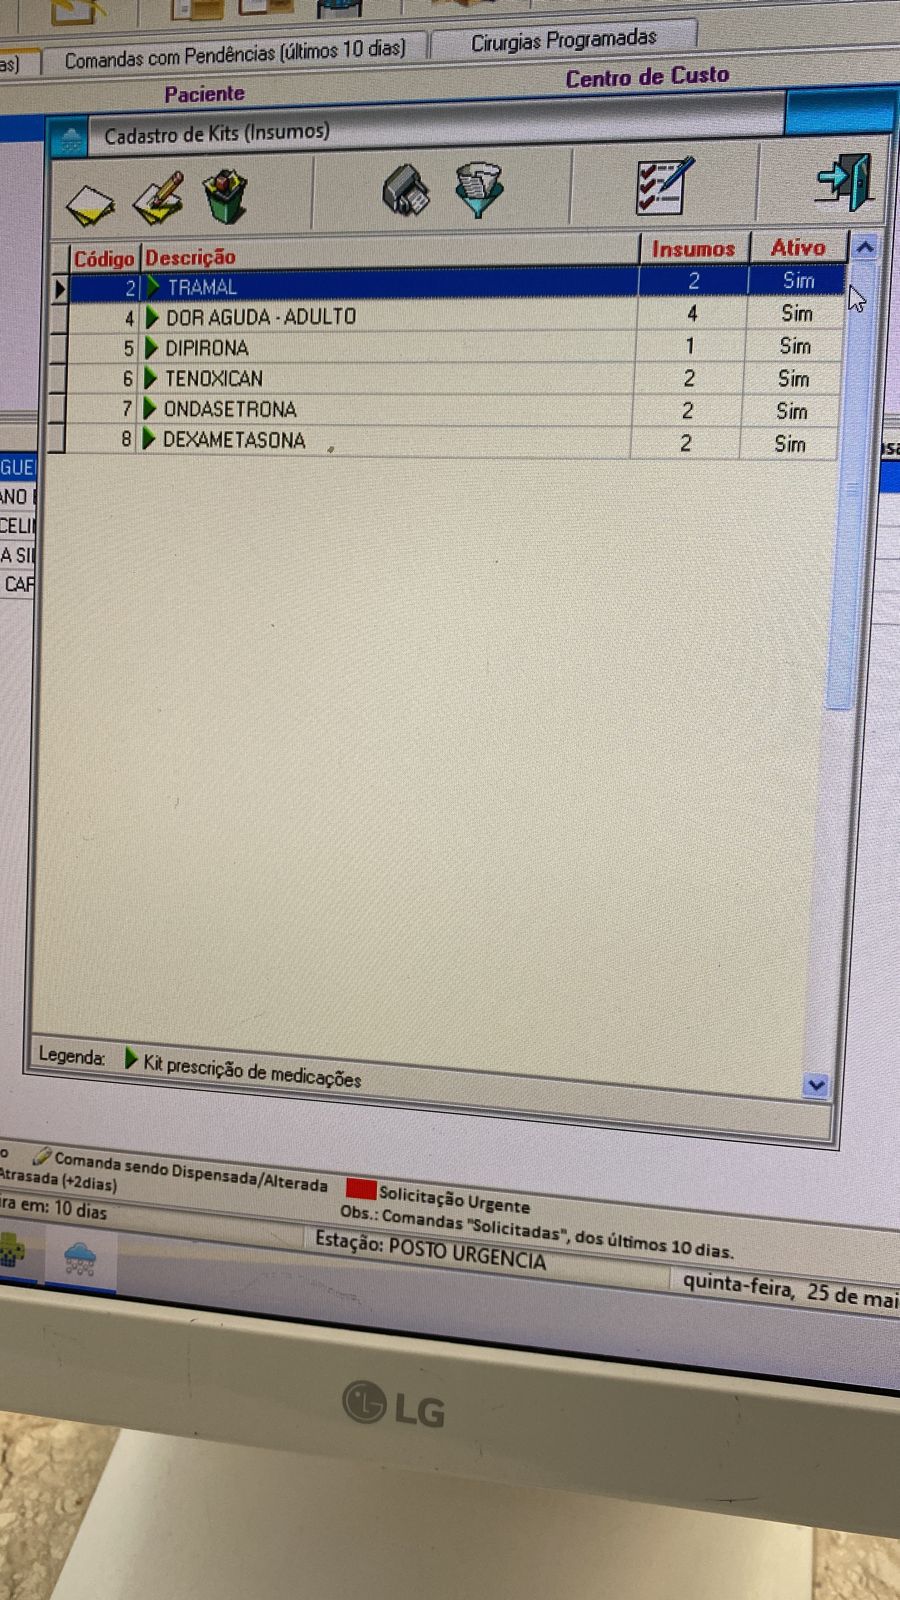 as)
Comandas com Pendências (últimos 10 dias)
Cirurgias Programadas
Paciente
Centro de Custo
Cadastro de Kits (Insumos)
Código Descrição Insumos Ativo
2 TRAMAL 2 Sim
4 DOR AGUDA - ADULTO 4 Sim
5 DIPIRONA 1 Sim
6 TENOXICAN 2 Sim
7 ONDASETRONA 2 Sim
8 DEXAMETASONA 2 Sim
GUE
ANO
CELI
A SI
CAR
Legenda: Kit prescrição de medicações
o Comanda sendo Dispensada/Alterada Solicitação Urgente
Atrasada (+2dias) Obs.: Comandas "Solicitadas", dos últimos 10 dias.
ra em: 10 dias
Estação: POSTO URGENCIA
quinta-feira, 25 de mai
LG